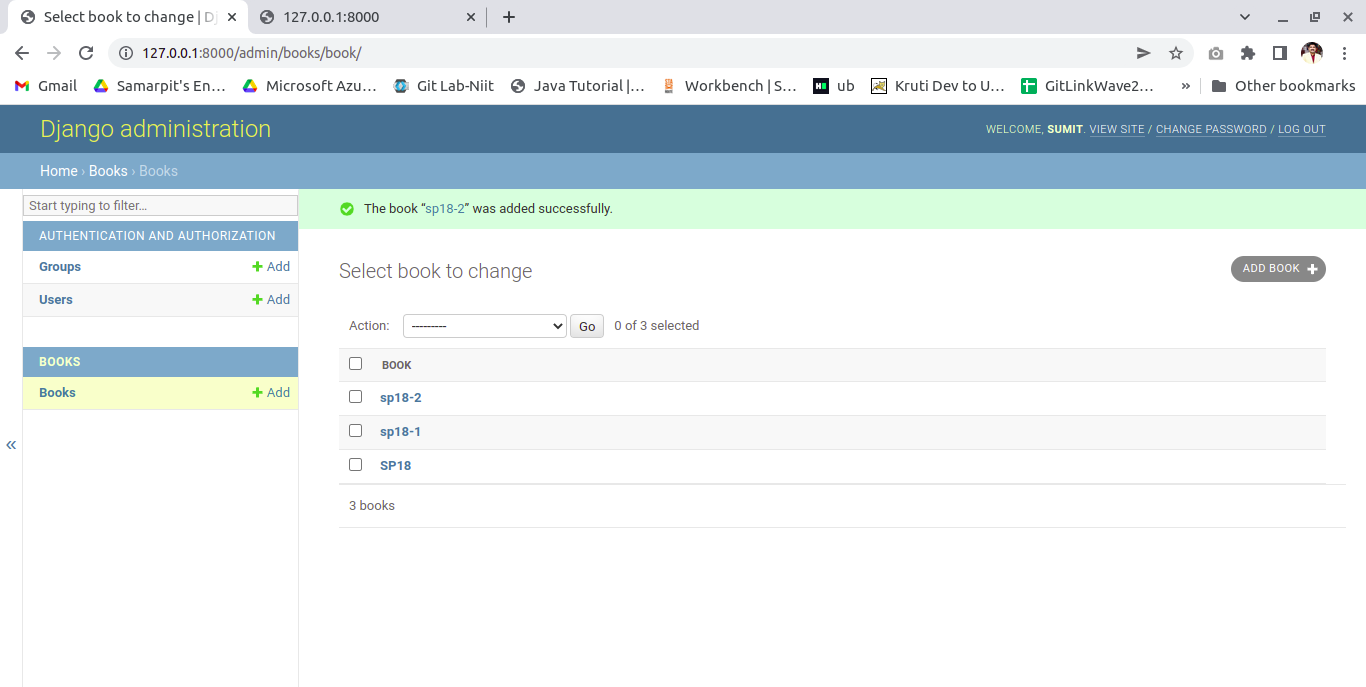 Select book to change | Dj
127.0.0.1:8000
127.0.0.1:8000/admin/books/book/
Gmail
Samarpit's En...
Microsoft Azu...
Git Lab-Niit
Java Tutorial |...
Workbench | S...
ub
Kruti Dev to U...
GitLinkWave2...
»
Other bookmarks
Django administration
WELCOME, SUMIT. VIEW SITE / CHANGE PASSWORD / LOG OUT
Home › Books › Books
Start typing to filter...
The book “sp18-2” was added successfully.
AUTHENTICATION AND AUTHORIZATION
Groups
Add
Users
Add
BOOKS
Books
Add
«
Select book to change
ADD BOOK
Action:
---------
Go
0 of 3 selected
BOOK
sp18-2
sp18-1
SP18
3 books